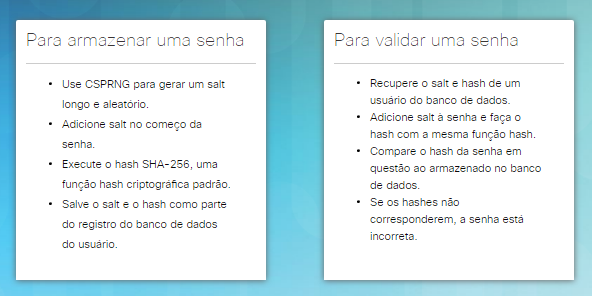 Para armazenar uma senha
• Use CSPRNG para gerar um salt
longo e aleatório.
• Adicione salt no começo da
senha.
• Execute o hash SHA-256, uma
função hash criptográfica padrão.
• Salve o salt e o hash como parte
do registro do banco de dados
do usuário.
Para validar uma senha
• Recupere o salt e hash de um
usuário do banco de dados.
• Adicione salt à senha e faça o
hash com a mesma função hash.
• Compare o hash da senha em
questão ao armazenado no banco
de dados.
• Se os hashes não
corresponderem, a senha está
incorreta.